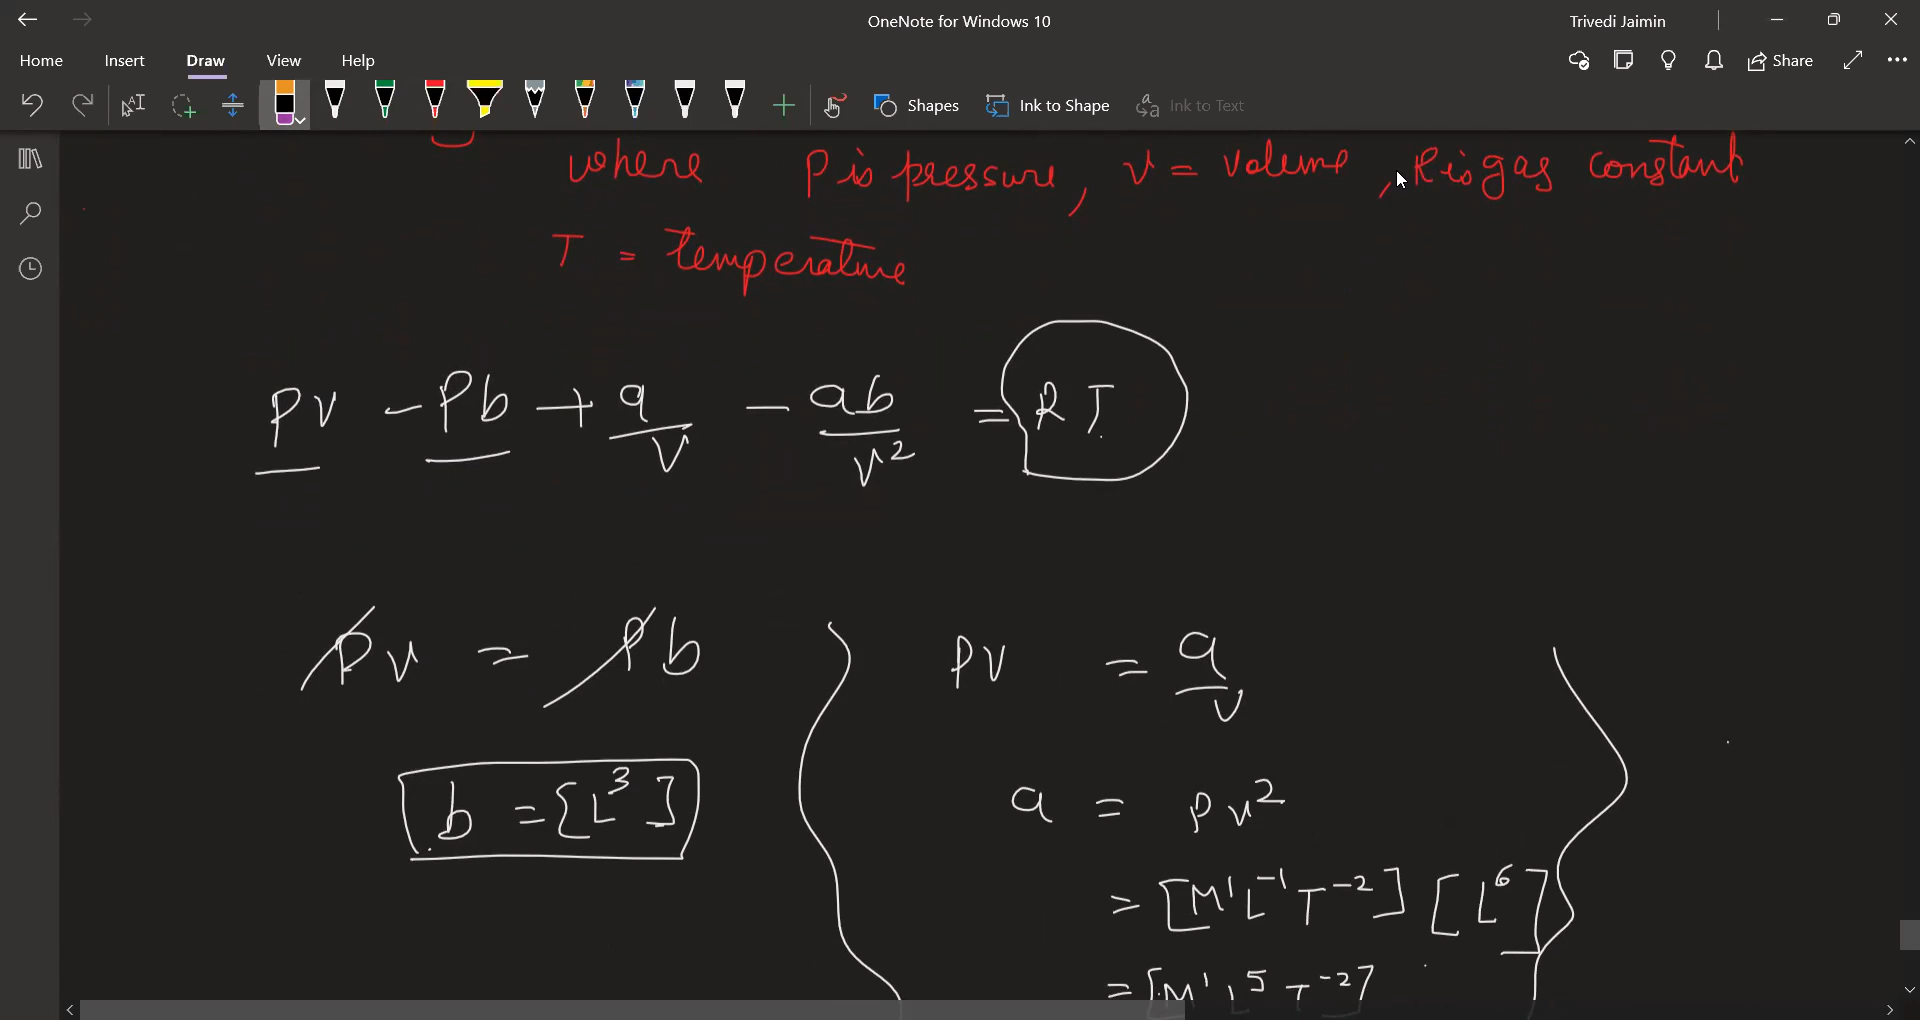 OneNote for Windows 10
Trivedi Jaimin
Home Insert Draw View Help
Share
Shapes Ink to Shape Ink to Text
where P is pressure, v = volume, R is gas constant
T = temperature
Pv - Pb + a/v - ab/v² = RT
Pv = Pb
Pv = a/v
b = [L³]
a = Pv²
= [M¹L⁻¹T⁻²] [L⁶]
= [M¹L⁵T⁻²]